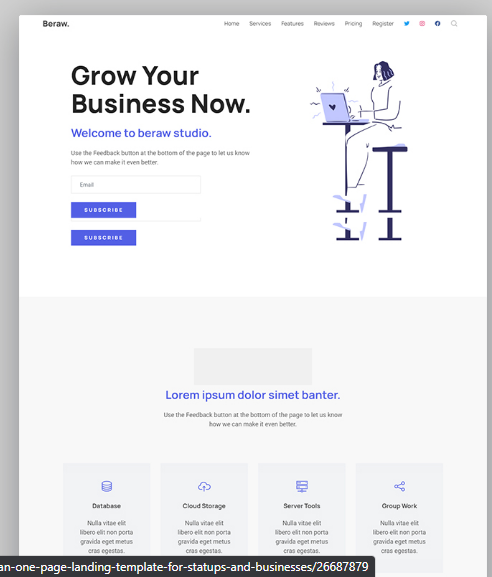 Beraw.
Home Services Features Reviews Pricing Register
Grow Your
Business Now.
Welcome to beraw studio.
Use the Feedback button at the bottom of the page to let us know
how we can make it even better.
Email
SUBSCRIBE
SUBSCRIBE
Lorem ipsum dolor simet banter.
Use the Feedback button at the bottom of the page to let us know
how we can make it even better.
Database
Nulla vitae elit
libero elit non porta
gravida eget metus
cras egestas.
Cloud Storage
Nulla vitae elit
libero elit non porta
gravida eget metus
cras egestas.
Server Tools
Nulla vitae elit
libero elit non porta
gravida eget metus
cras egestas.
Group Work
Nulla vitae elit
libero elit non porta
gravida eget metus
cras egestas.
an-one-page-landing-template-for-statups-and-businesses/26687879